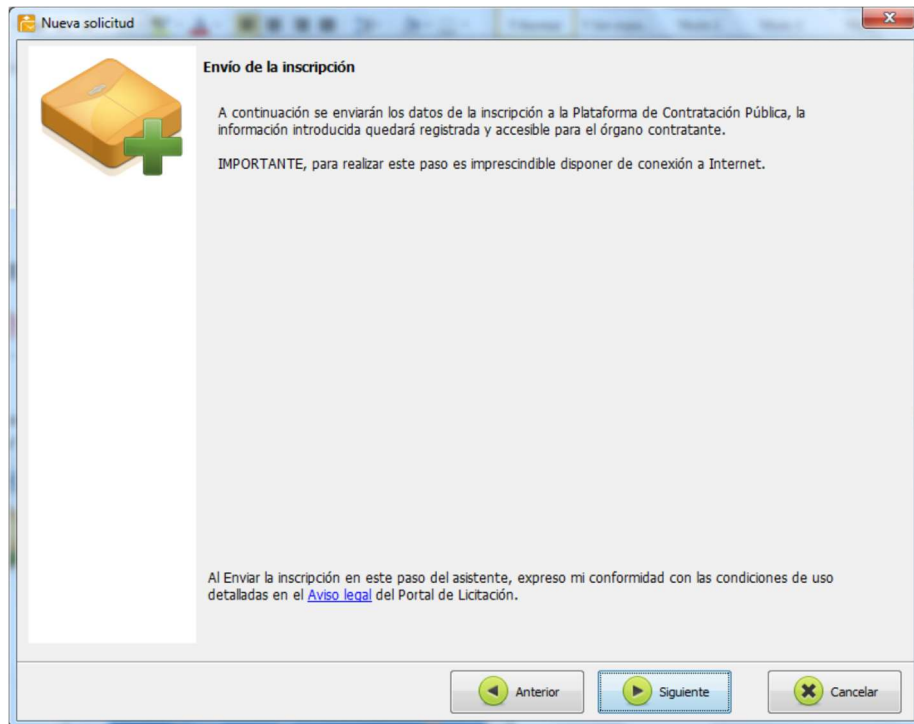 Nueva solicitud
Envío de la inscripción
A continuación se enviarán los datos de la inscripción a la Plataforma de Contratación Pública, la
información introducida quedará registrada y accesible para el órgano contratante.
IMPORTANTE, para realizar este paso es imprescindible disponer de conexión a Internet.
Al Enviar la inscripción en este paso del asistente, expreso mi conformidad con las condiciones de uso
detalladas en el Aviso legal del Portal de Licitación.
Anterior
Siguiente
Cancelar